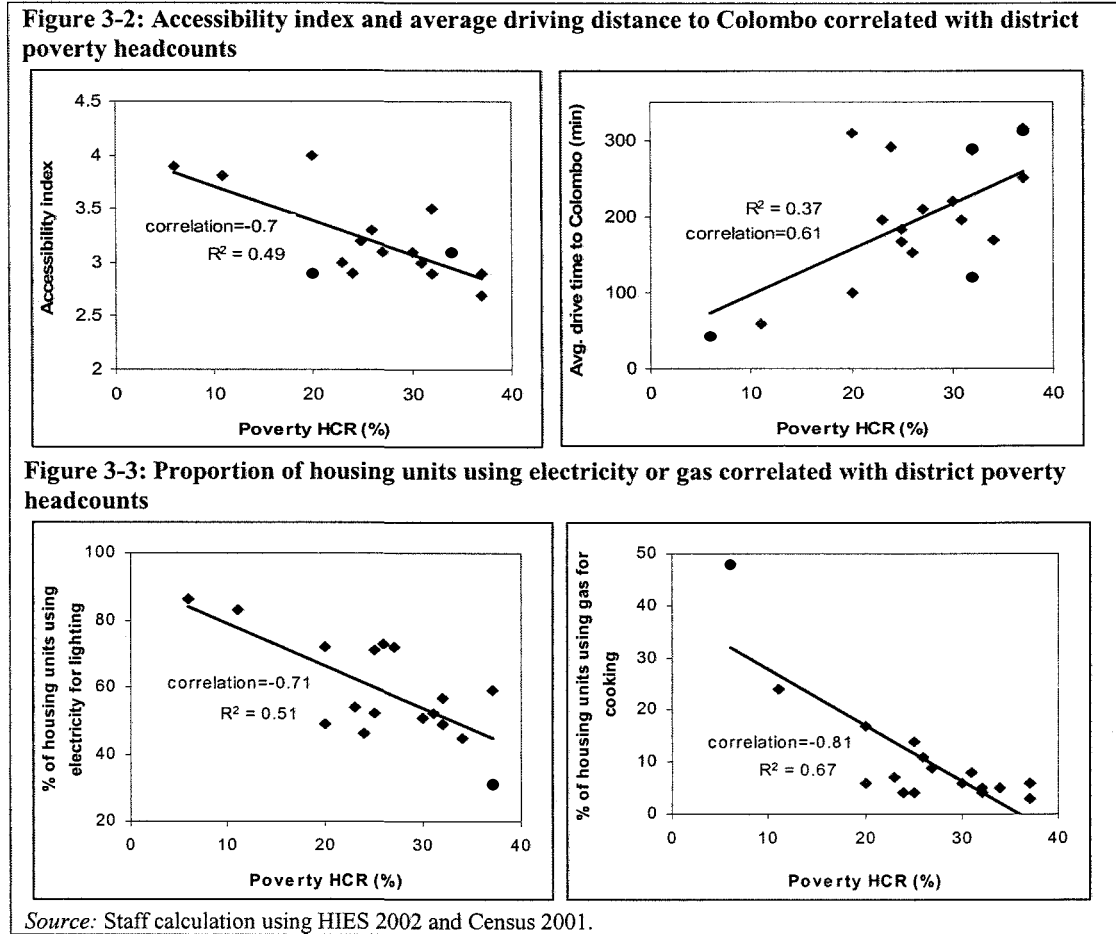 Figure 3-2: Accessibility index and average driving distance to Colombo correlated with district
poverty headcounts
4.5
4
3.5
3
2.5
2
Accessibility index
correlation=-0.7
R² = 0.49
0
10
20
30
40
Poverty HCR (%)
300
200
100
0
Avg. drive time to Colombo (min)
R² = 0.37
correlation=0.61
0
10
20
30
40
Poverty HCR (%)
Figure 3-3: Proportion of housing units using electricity or gas correlated with district poverty
headcounts
100
80
60
40
20
% of housing units using
electricity for lighting
correlation=-0.71
R² = 0.51
0
10
20
30
40
Poverty HCR (%)
50
40
30
20
10
0
% of housing units using gas for
cooking
correlation=-0.81
R² = 0.67
0
10
20
30
40
Poverty HCR (%)
Source: Staff calculation using HIES 2002 and Census 2001.